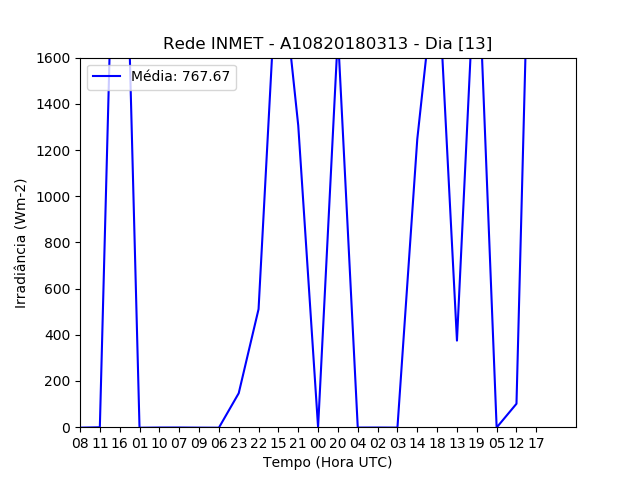 Rede INMET - A10820180313 - Dia [13]
Média: 767.67
Irradiância (Wm-2)
1600
1400
1200
1000
800
600
400
200
0
08 11 16 01 10 07 09 06 23 22 15 21 00 20 04 02 03 14 18 13 19 05 12 17
Tempo (Hora UTC)